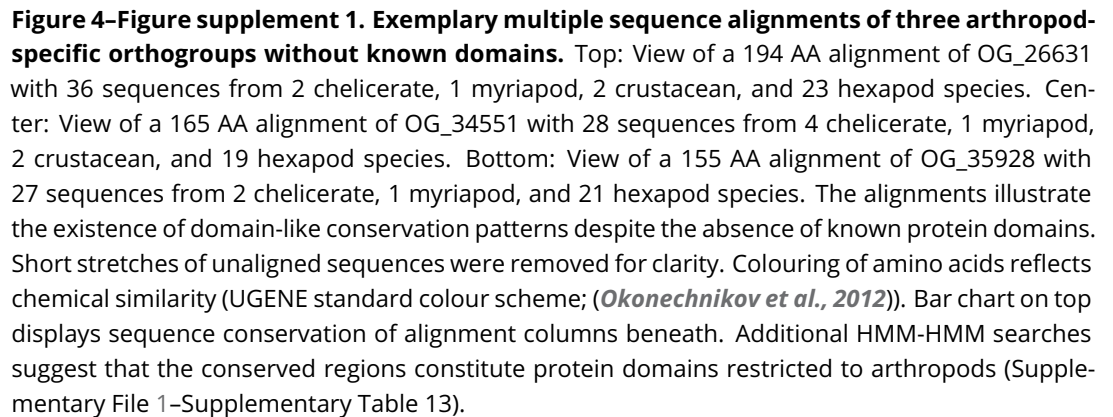 Figure 4–Figure supplement 1. Exemplary multiple sequence alignments of three arthropod-
specific orthogroups without known domains. Top: View of a 194 AA alignment of OG_26631
with 36 sequences from 2 chelicerate, 1 myriapod, 2 crustacean, and 23 hexapod species. Cen-
ter: View of a 165 AA alignment of OG_34551 with 28 sequences from 4 chelicerate, 1 myriapod,
2 crustacean, and 19 hexapod species. Bottom: View of a 155 AA alignment of OG_35928 with
27 sequences from 2 chelicerate, 1 myriapod, and 21 hexapod species. The alignments illustrate
the existence of domain-like conservation patterns despite the absence of known protein domains.
Short stretches of unaligned sequences were removed for clarity. Colouring of amino acids reflects
chemical similarity (UGENE standard colour scheme; (Okonechnikov et al., 2012)). Bar chart on top
displays sequence conservation of alignment columns beneath. Additional HMM-HMM searches
suggest that the conserved regions constitute protein domains restricted to arthropods (Supple-
mentary File 1–Supplementary Table 13).